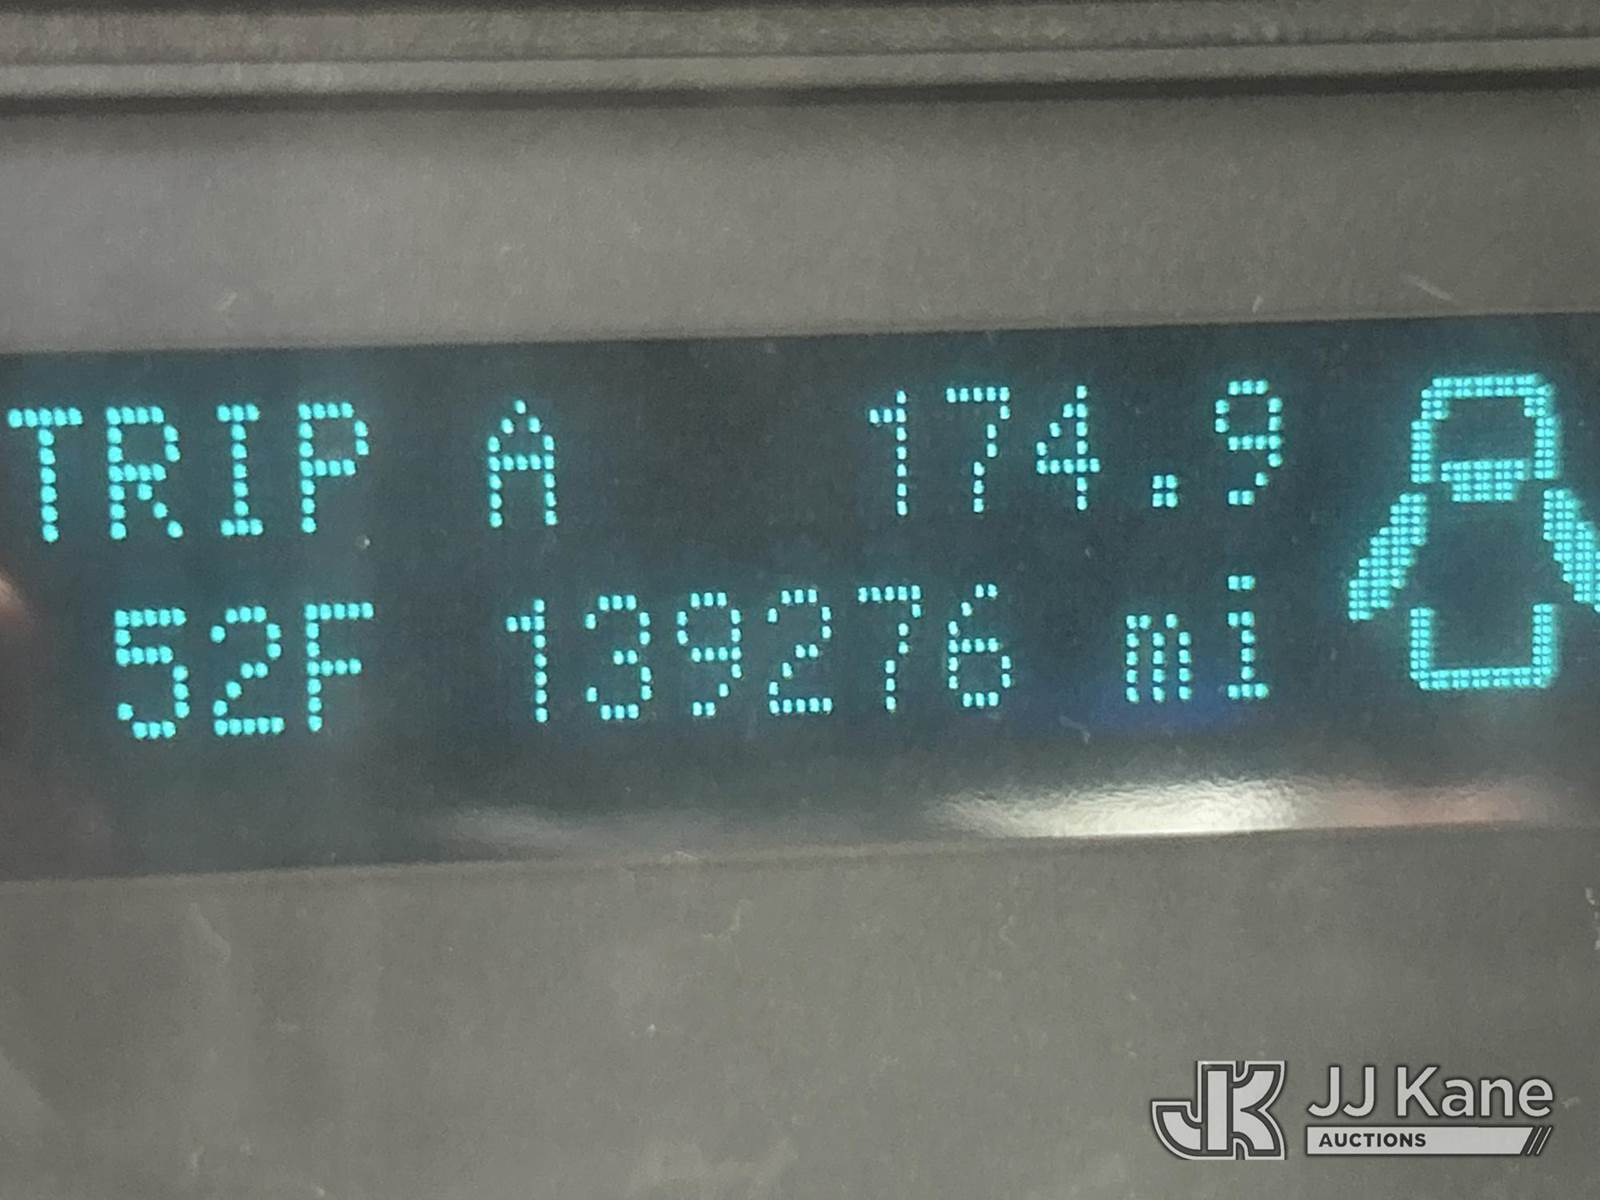 TRIP A 174.9
52F 139276 mi
JK JJ Kane
AUCTIONS